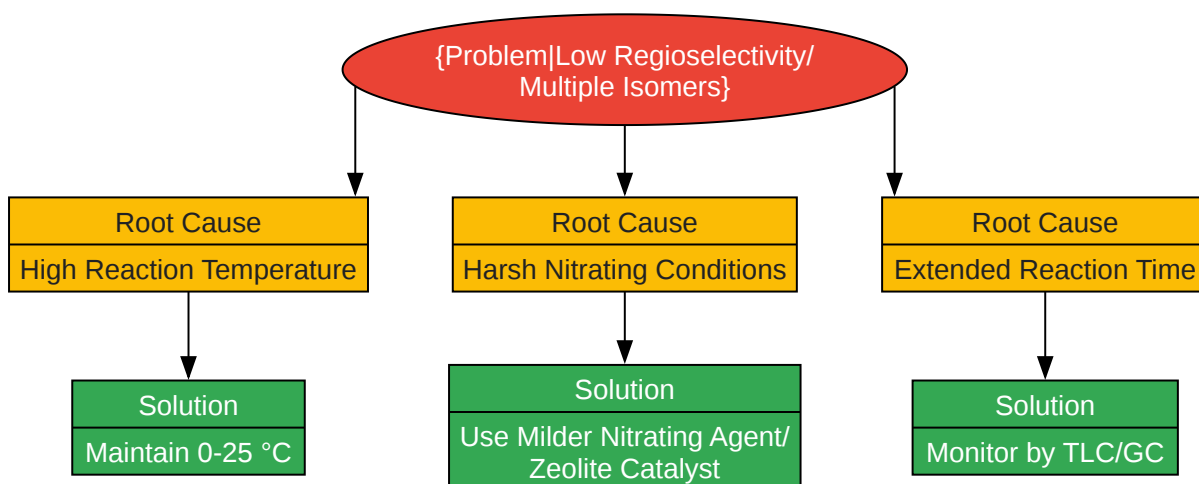 {Problem|Low Regioselectivity/
Multiple Isomers}
Root Cause
High Reaction Temperature
Root Cause
Harsh Nitrating Conditions
Root Cause
Extended Reaction Time
Solution
Maintain 0-25 °C
Solution
Use Milder Nitrating Agent/
Zeolite Catalyst
Solution
Monitor by TLC/GC